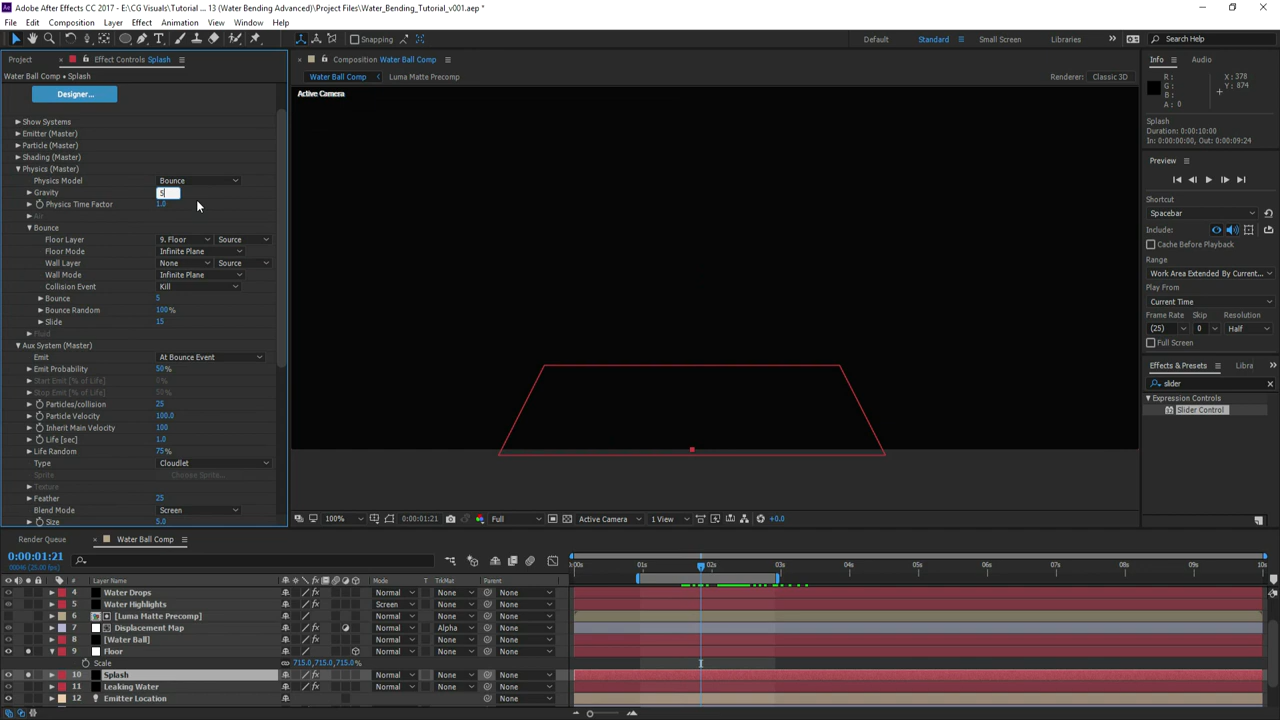 Adobe After Effects CC 2017 - E:\CG Visuals\Tutorial ... 13 (Water Bending Advanced)\Project Files\Water_Bending_Tutorial_v001.aep *
File Edit Composition Layer Effect Animation View Window Help
Snapping Default Standard Small Screen Libraries Search Help
Project Effect Controls Splash Composition Water Ball Comp Info Audio
Water Ball Comp • Splash Water Ball Comp Luma Matte Precomp Renderer: Classic 3D
Designer...
Active Camera
R: X: 378
G: Y: 874
B:
A: 0
Splash
Duration: 0:00:10:00
In: 0:00:00:00, Out: 0:00:09:24
Preview
Shortcut
Spacebar
Include:
Cache Before Playback
Range
Work Area Extended By Current...
Play From
Current Time
Frame Rate Skip Resolution
(25) 0 Half
Full Screen
Effects & Presets Libra
slider
Expression Controls
Slider Control
Show Systems
Emitter (Master)
Particle (Master)
Shading (Master)
Physics (Master)
Physics Model Bounce
Gravity 5
Physics Time Factor 1.0
Air
Bounce
Floor Layer 9. Floor Source
Floor Mode Infinite Plane
Wall Layer None Source
Wall Mode Infinite Plane
Collision Event Kill
Bounce 5
Bounce Random 100%
Slide 15
Fluid
Aux System (Master)
Emit At Bounce Event
Emit Probability 50%
Start Emit [% of Life] 0%
Stop Emit [% of Life] 50%
Particles/collision 25
Particle Velocity 100.0
Inherit Main Velocity 100
Life [sec] 1.0
Life Random 75%
Type Cloudlet
Sprite Choose Sprite...
Texture
Feather 25
Blend Mode Screen
Size 5.0
100% 0:00:01:21 Full Active Camera 1 View +0.0
Render Queue Water Ball Comp
0:00:01:21
00046 (25.00 fps)
:00s 01s 02s 03s 04s 05s 06s 07s 08s 09s 10s
# Layer Name Mode T TrkMat Parent
4 Water Drops Normal None None
5 Water Highlights Screen None None
6 [Luma Matte Precomp] Normal None None
7 Displacement Map Normal Alpha None
8 [Water Ball] Normal None None
9 Floor Normal None None
Scale 715.0,715.0,715.0%
10 Splash Normal None None
11 Leaking Water Normal None None
12 Emitter Location Normal None None